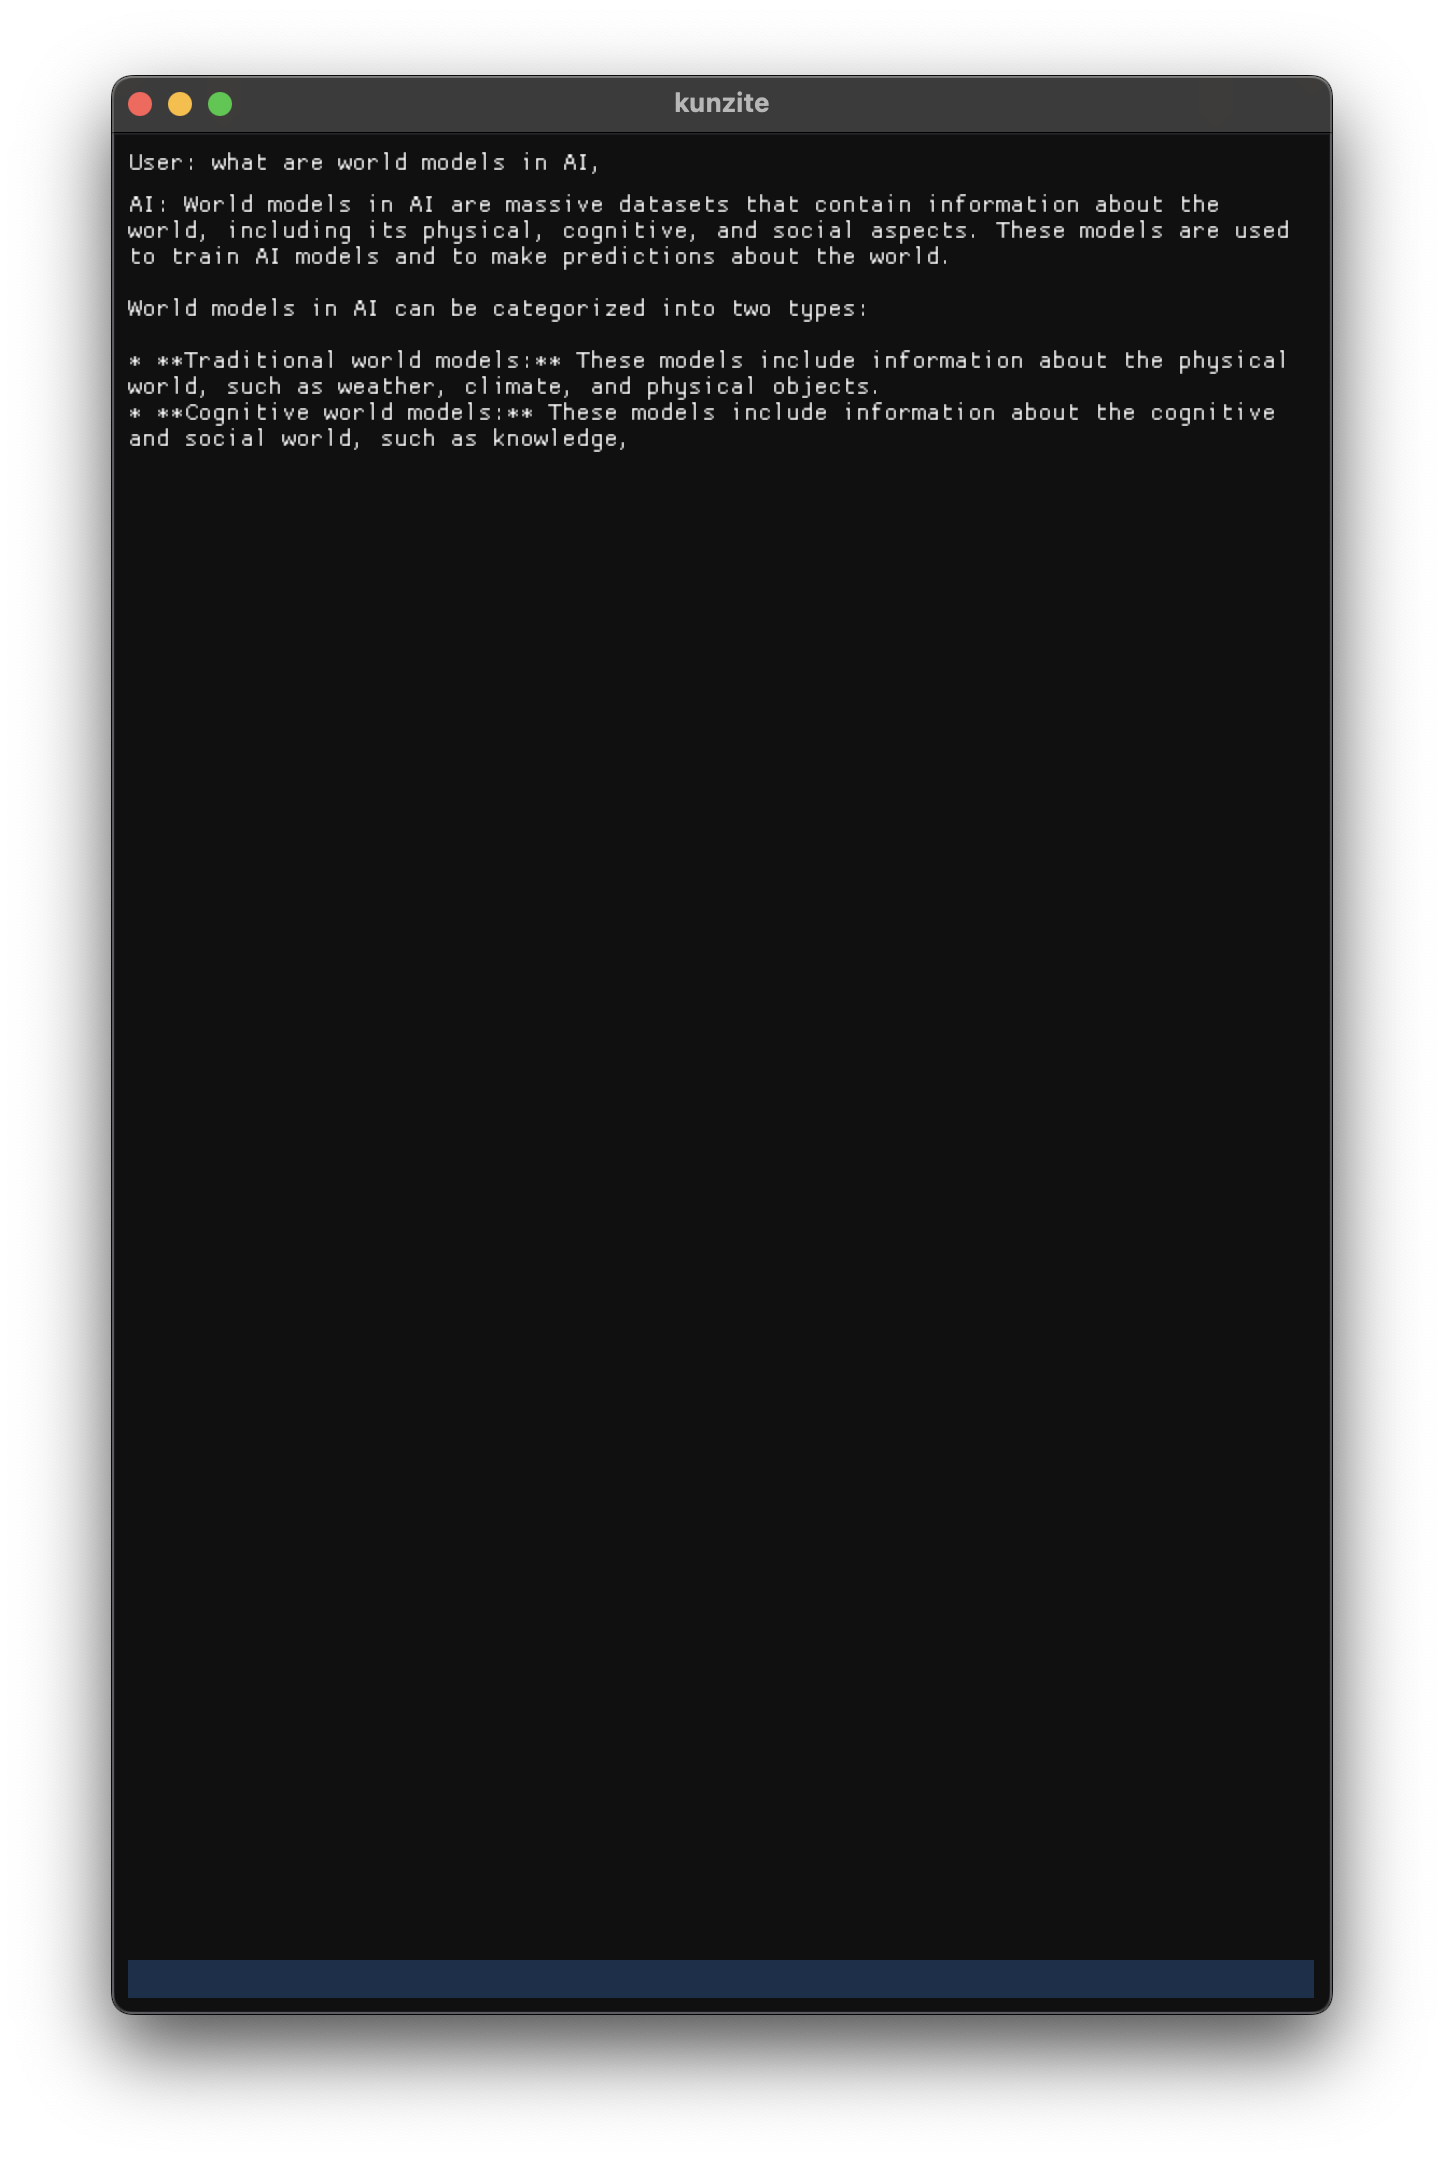 kunzite
User: what are world models in AI,
AI: World models in AI are massive datasets that contain information about the
world, including its physical, cognitive, and social aspects. These models are used
to train AI models and to make predictions about the world.
World models in AI can be categorized into two types:
* **Traditional world models:** These models include information about the physical
world, such as weather, climate, and physical objects.
* **Cognitive world models:** These models include information about the cognitive
and social world, such as knowledge,